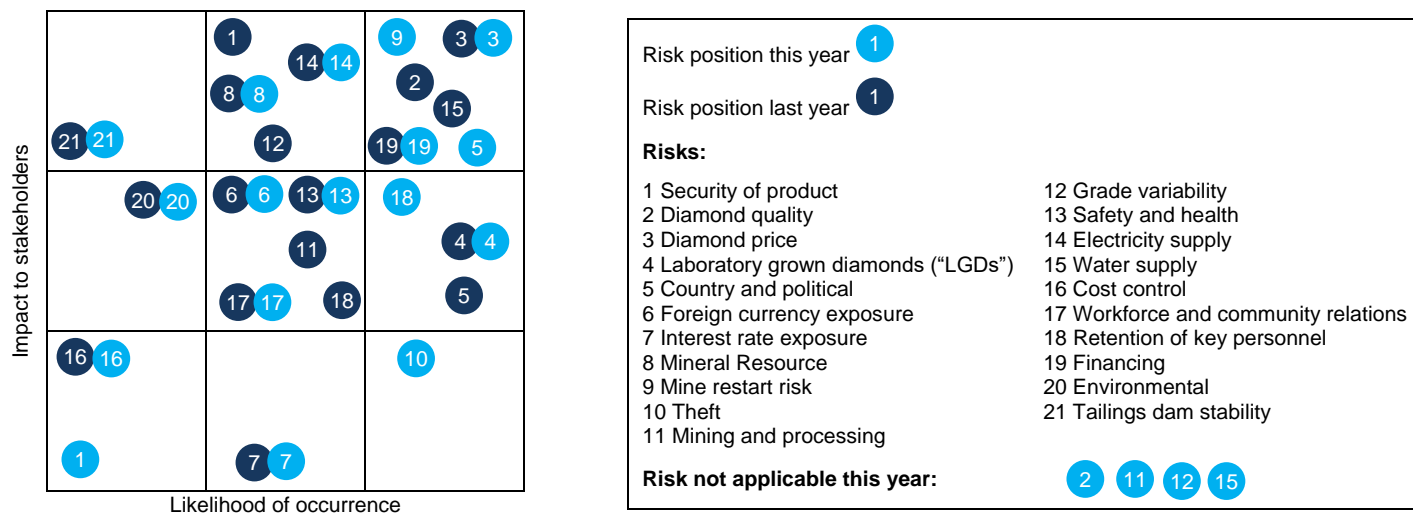 1
9
3 3
14 14
2
8 8
15
12
21 21
19 19
5
20 20
6 6
13 13
18
11
4 4
17 17
18
5
16 16
10
1
7 7
Impact to stakeholders
Likelihood of occurrence
Risk position this year 1
Risk position last year 1
Risks:
1 Security of product
2 Diamond quality
3 Diamond price
4 Laboratory grown diamonds (“LGDs”)
5 Country and political
6 Foreign currency exposure
7 Interest rate exposure
8 Mineral Resource
9 Mine restart risk
10 Theft
11 Mining and processing
12 Grade variability
13 Safety and health
14 Electricity supply
15 Water supply
16 Cost control
17 Workforce and community relations
18 Retention of key personnel
19 Financing
20 Environmental
21 Tailings dam stability
Risk not applicable this year: 2 11 12 15